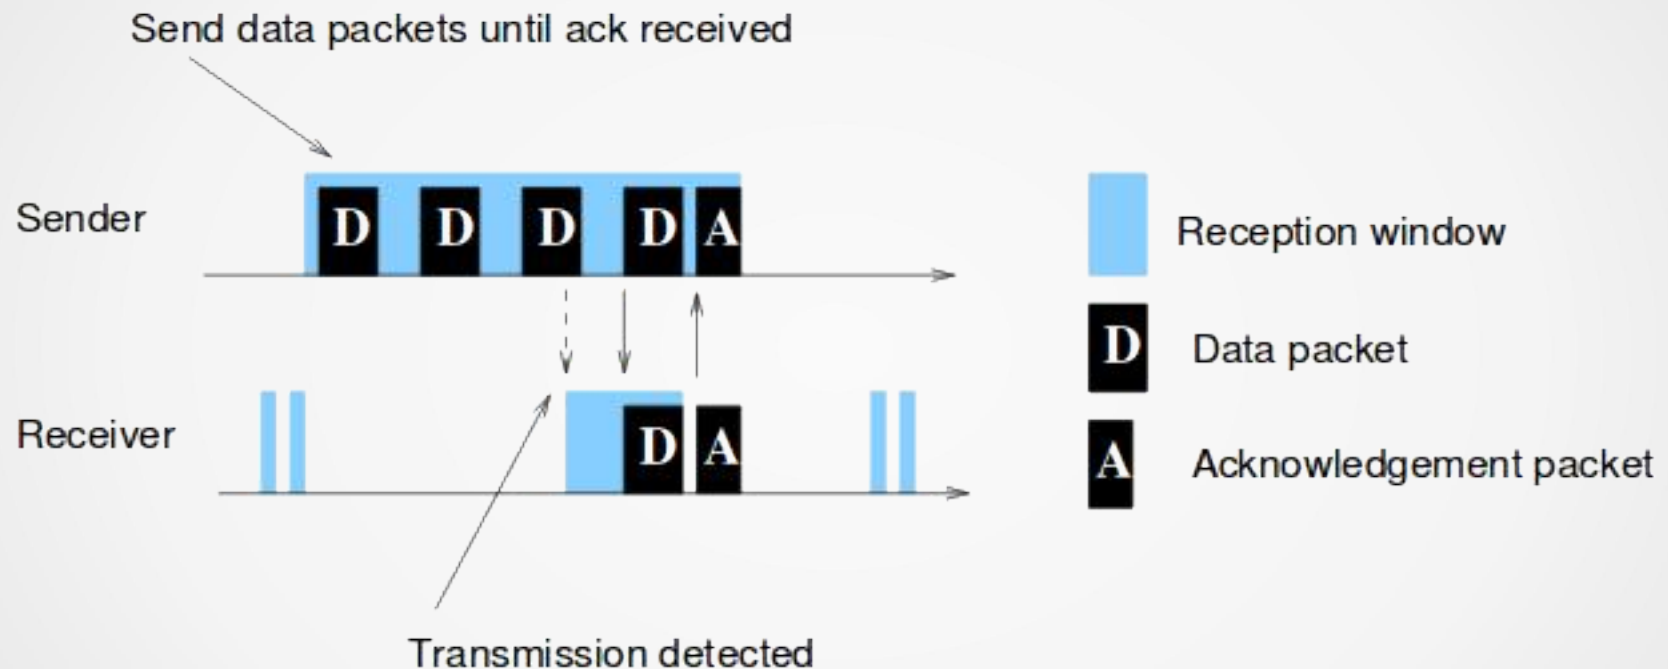 Send data packets until ack received
Sender
D D D D A
Receiver
D A
Transmission detected
Reception window
D Data packet
A Acknowledgement packet